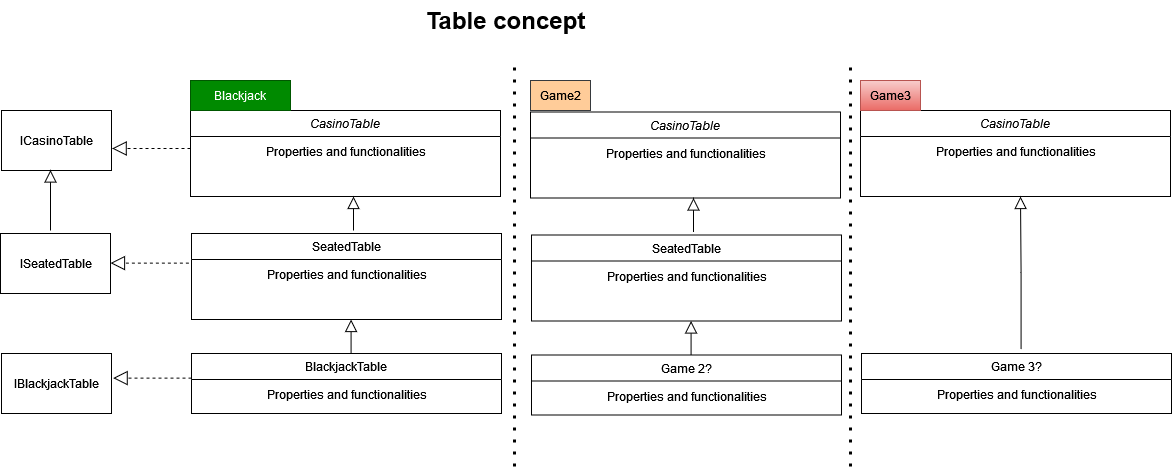 Table concept
Blackjack
Game2
Game3
ICasinoTable
CasinoTable
Properties and functionalities
CasinoTable
Properties and functionalities
CasinoTable
Properties and functionalities
ISeatedTable
SeatedTable
Properties and functionalities
SeatedTable
Properties and functionalities
IBlackjackTable
BlackjackTable
Properties and functionalities
Game 2?
Properties and functionalities
Game 3?
Properties and functionalities